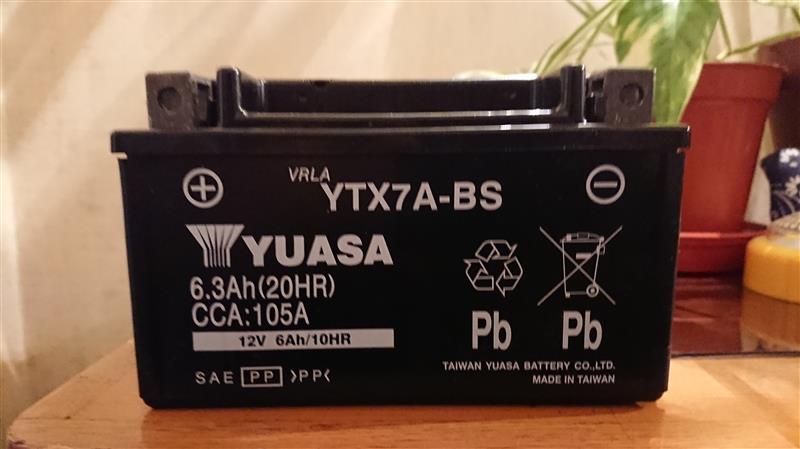 VRLA
YTX7A-BS
YUASA
6.3Ah(20HR)
CCA:105A
12V 6Ah/10HR
SAE PP >PP<
Pb Pb
TAIWAN YUASA BATTERY CO.,LTD.
MADE IN TAIWAN